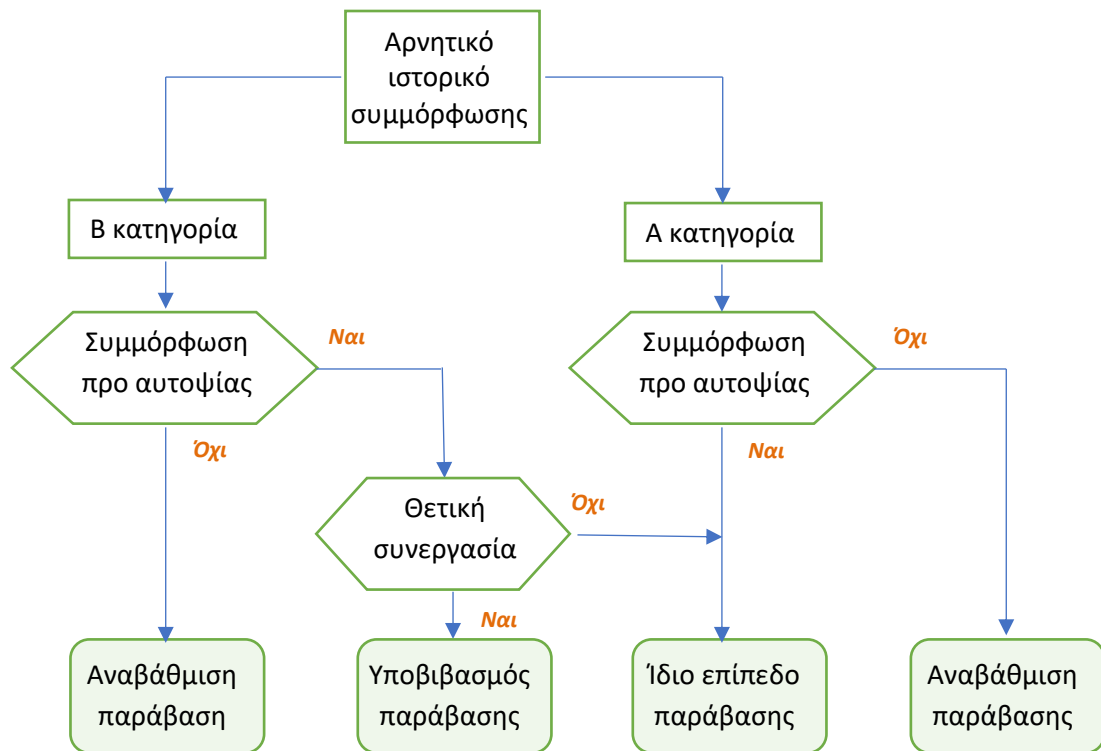 Αρνητικό
ιστορικό
συμμόρφωσης
Β κατηγορία
Α κατηγορία
Συμμόρφωση
προ αυτοψίας
Ναι
Συμμόρφωση
προ αυτοψίας
Όχι
Όχι
Ναι
Θετική
συνεργασία
Όχι
Ναι
Αναβάθμιση
παράβαση
Υποβιβασμός
παράβασης
Ίδιο επίπεδο
παράβασης
Αναβάθμιση
παράβασης